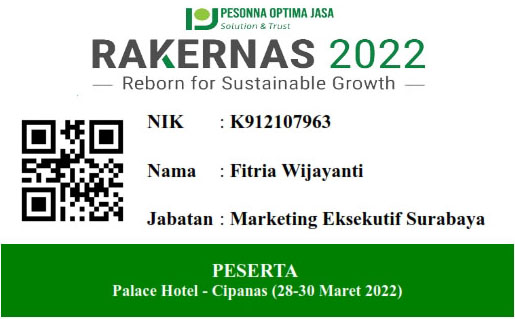 PESONNA OPTIMA JASA
Solution & Trust
RAKERNAS 2022
— Reborn for Sustainable Growth —
NIK : K912107963
Nama : Fitria Wijayanti
Jabatan : Marketing Eksekutif Surabaya
PESERTA
Palace Hotel - Cipanas (28-30 Maret 2022)